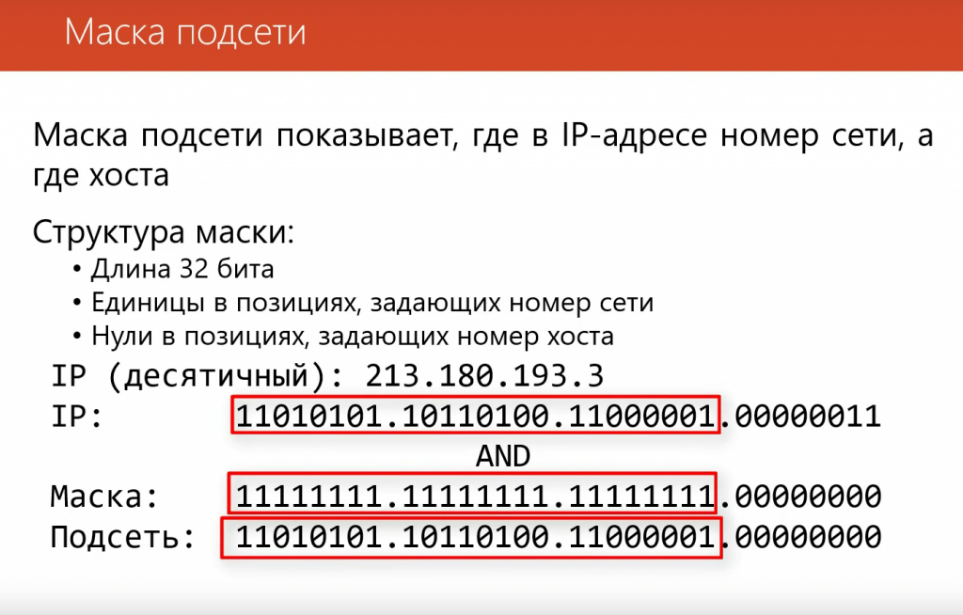 Маска подсети
Маска подсети показывает, где в IP-адресе номер сети, а
где хоста
Структура маски:
• Длина 32 бита
• Единицы в позициях, задающих номер сети
• Нули в позициях, задающих номер хоста
IP (десятичный): 213.180.193.3
IP: 11010101.10110100.11000001.00000011
AND
Маска: 11111111.11111111.11111111.00000000
Подсеть: 11010101.10110100.11000001.00000000